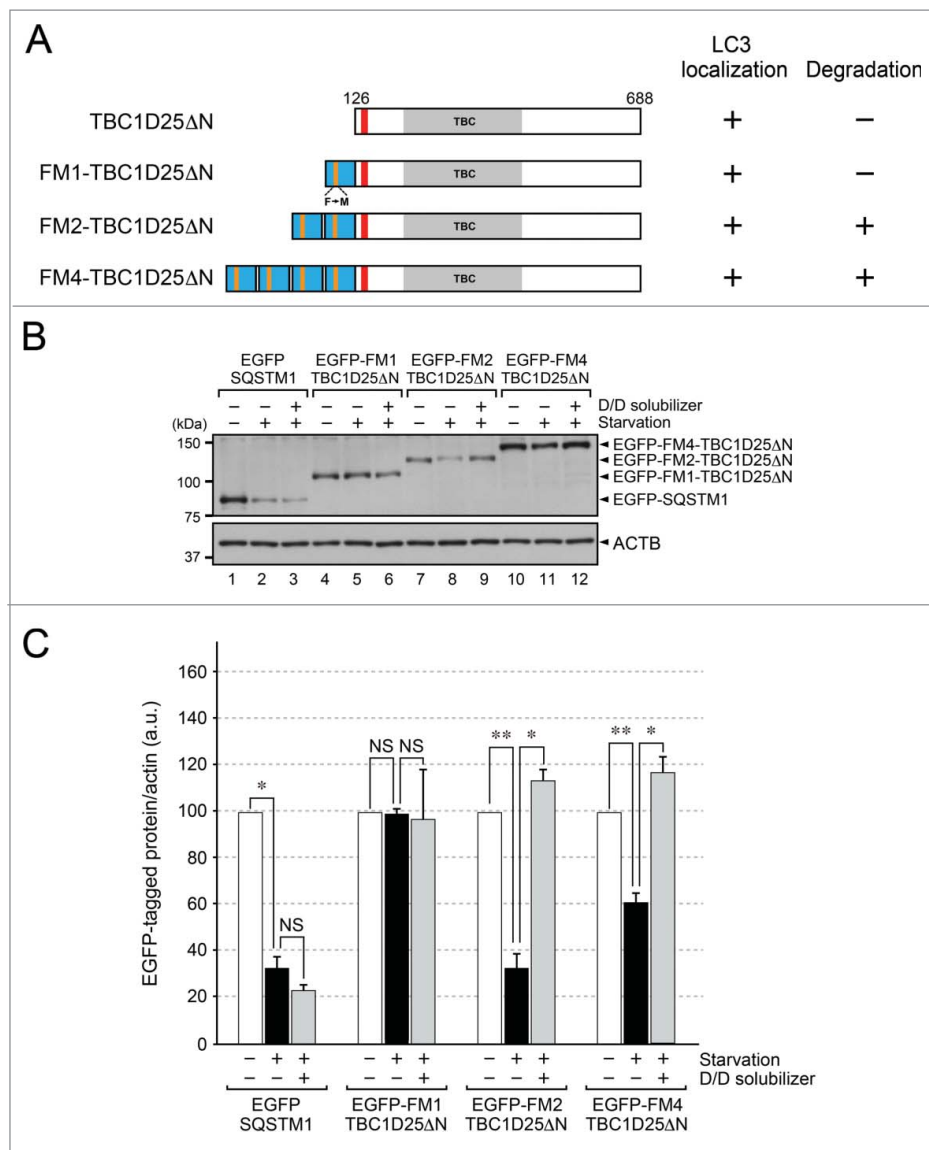 A
LC3
localization Degradation
126 688
TBC1D25ΔN TBC + −
FM1-TBC1D25ΔN TBC + −
F→M
FM2-TBC1D25ΔN TBC + +
FM4-TBC1D25ΔN TBC + +
B
EGFP EGFP-FM1 EGFP-FM2 EGFP-FM4
SQSTM1 TBC1D25ΔN TBC1D25ΔN TBC1D25ΔN
− − + − − + − − + − − + D/D solubilizer
(kDa) − + + − + + − + + − + + Starvation
150 EGFP-FM4-TBC1D25ΔN
EGFP-FM2-TBC1D25ΔN
100 EGFP-FM1-TBC1D25ΔN
EGFP-SQSTM1
75
50 ACTB
37
1 2 3 4 5 6 7 8 9 10 11 12
C
EGFP-tagged protein/actin (a.u.)
160
140
120
100
80
60
40
20
0
* NS
NS NS
** *
** *
− + + − + + − + + − + + Starvation
− − + − − + − − + − − + D/D solubilizer
EGFP EGFP-FM1 EGFP-FM2 EGFP-FM4
SQSTM1 TBC1D25ΔN TBC1D25ΔN TBC1D25ΔN